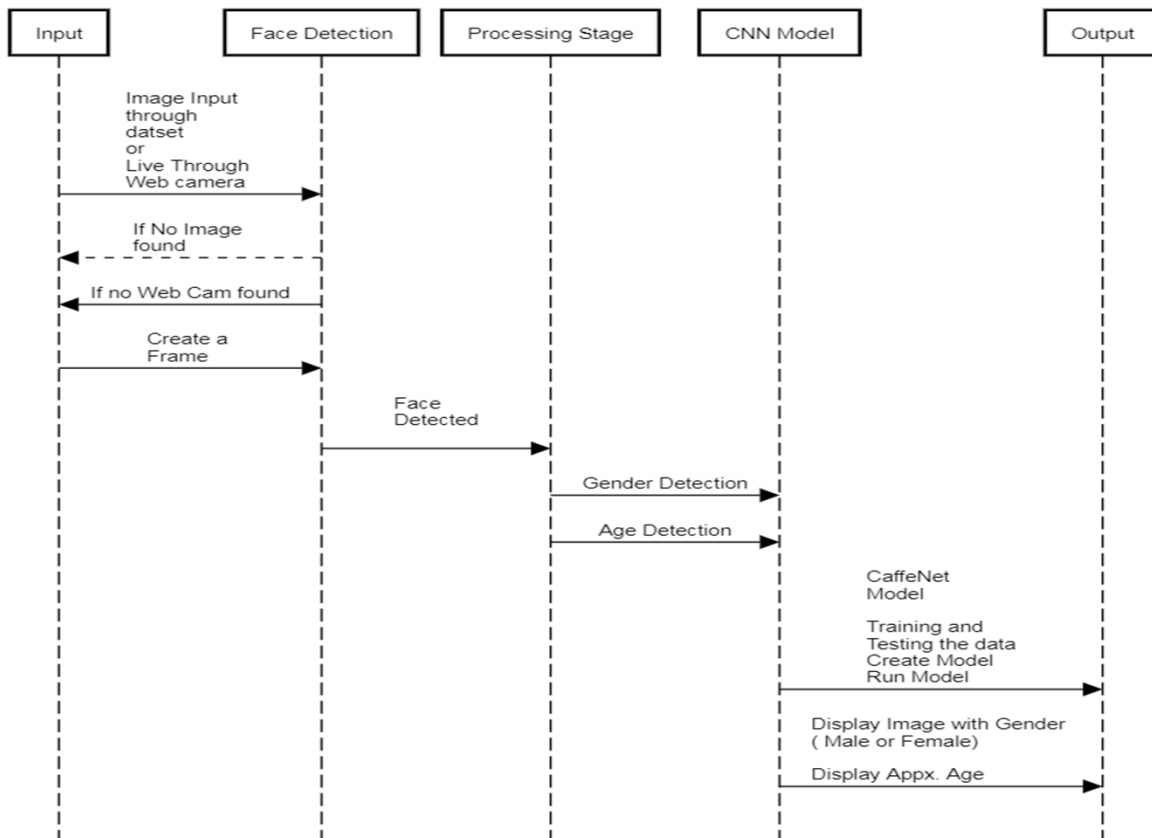 Input
Face Detection
Processing Stage
CNN Model
Output
Image Input
through
datset
or
Live Through
Web camera
If No Image
found
If no Web Cam found
Create a
Frame
Face
Detected
Gender Detection
Age Detection
CaffeNet
Model
Training and
Testing the data
Create Model
Run Model
Display Image with Gender
( Male or Female)
Display Appx. Age